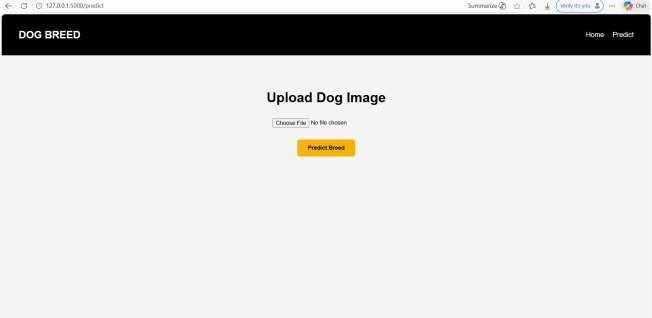 127.0.0.1:5000/predict Summarize Verify it's you Chat
DOG BREED Home Predict
Upload Dog Image
Choose File No file chosen
Predict Breed